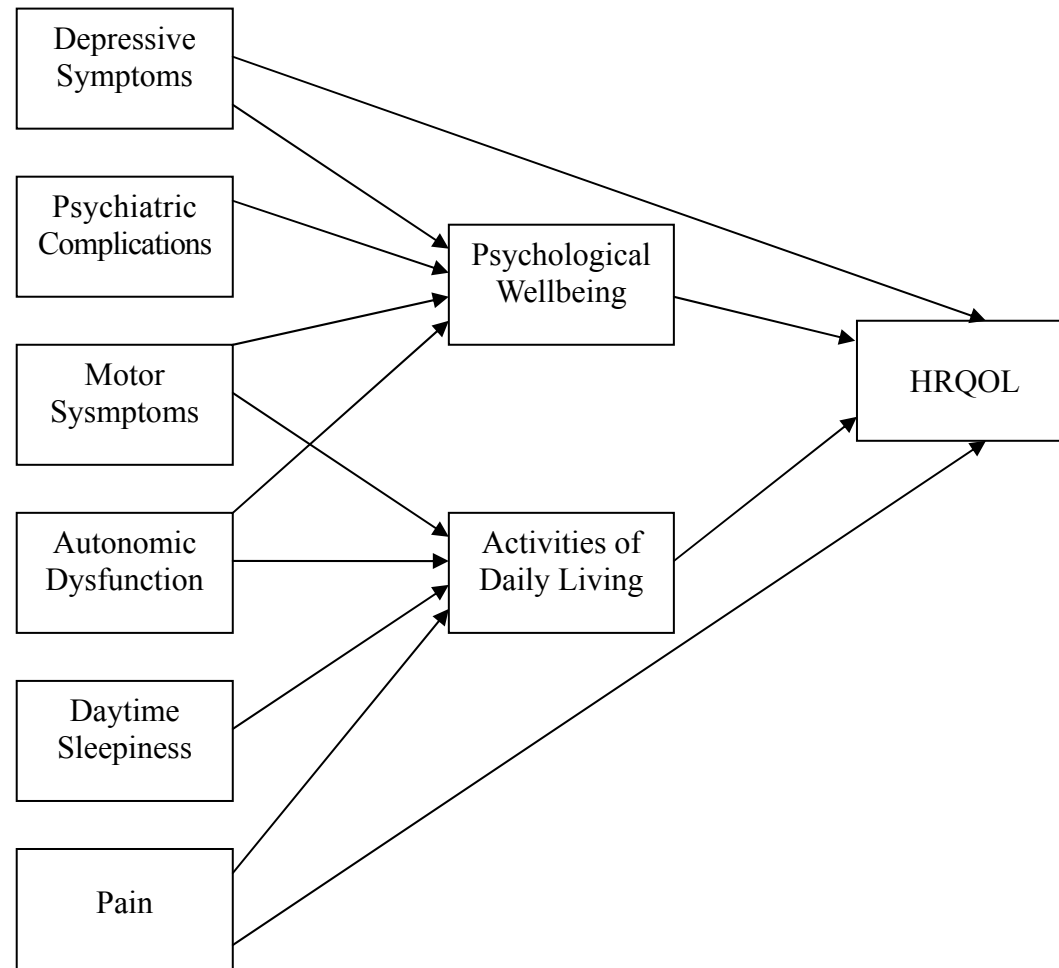 Depressive
Symptoms
Psychiatric
Complications
Psychological
Wellbeing
Motor
Sysmptoms
HRQOL
Autonomic
Dysfunction
Activities of
Daily Living
Daytime
Sleepiness
Pain